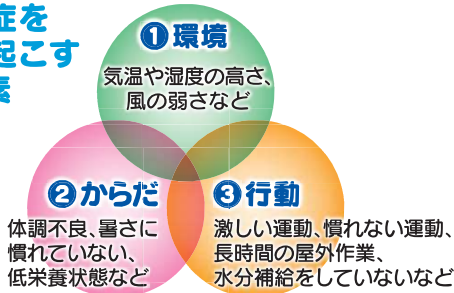 症を
起こす
素
❶環境
気温や湿度の高さ、
風の弱さなど
❷からだ
体調不良、暑さに
慣れていない、
低栄養状態など
❸行動
激しい運動、慣れない運動、
長時間の屋外作業、
水分補給をしていないなど